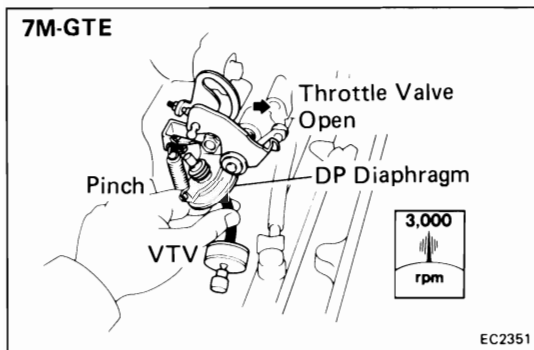 7M-GTE
Throttle Valve
Open
Pinch
DP Diaphragm
VTV
3,000
rpm
EC2351